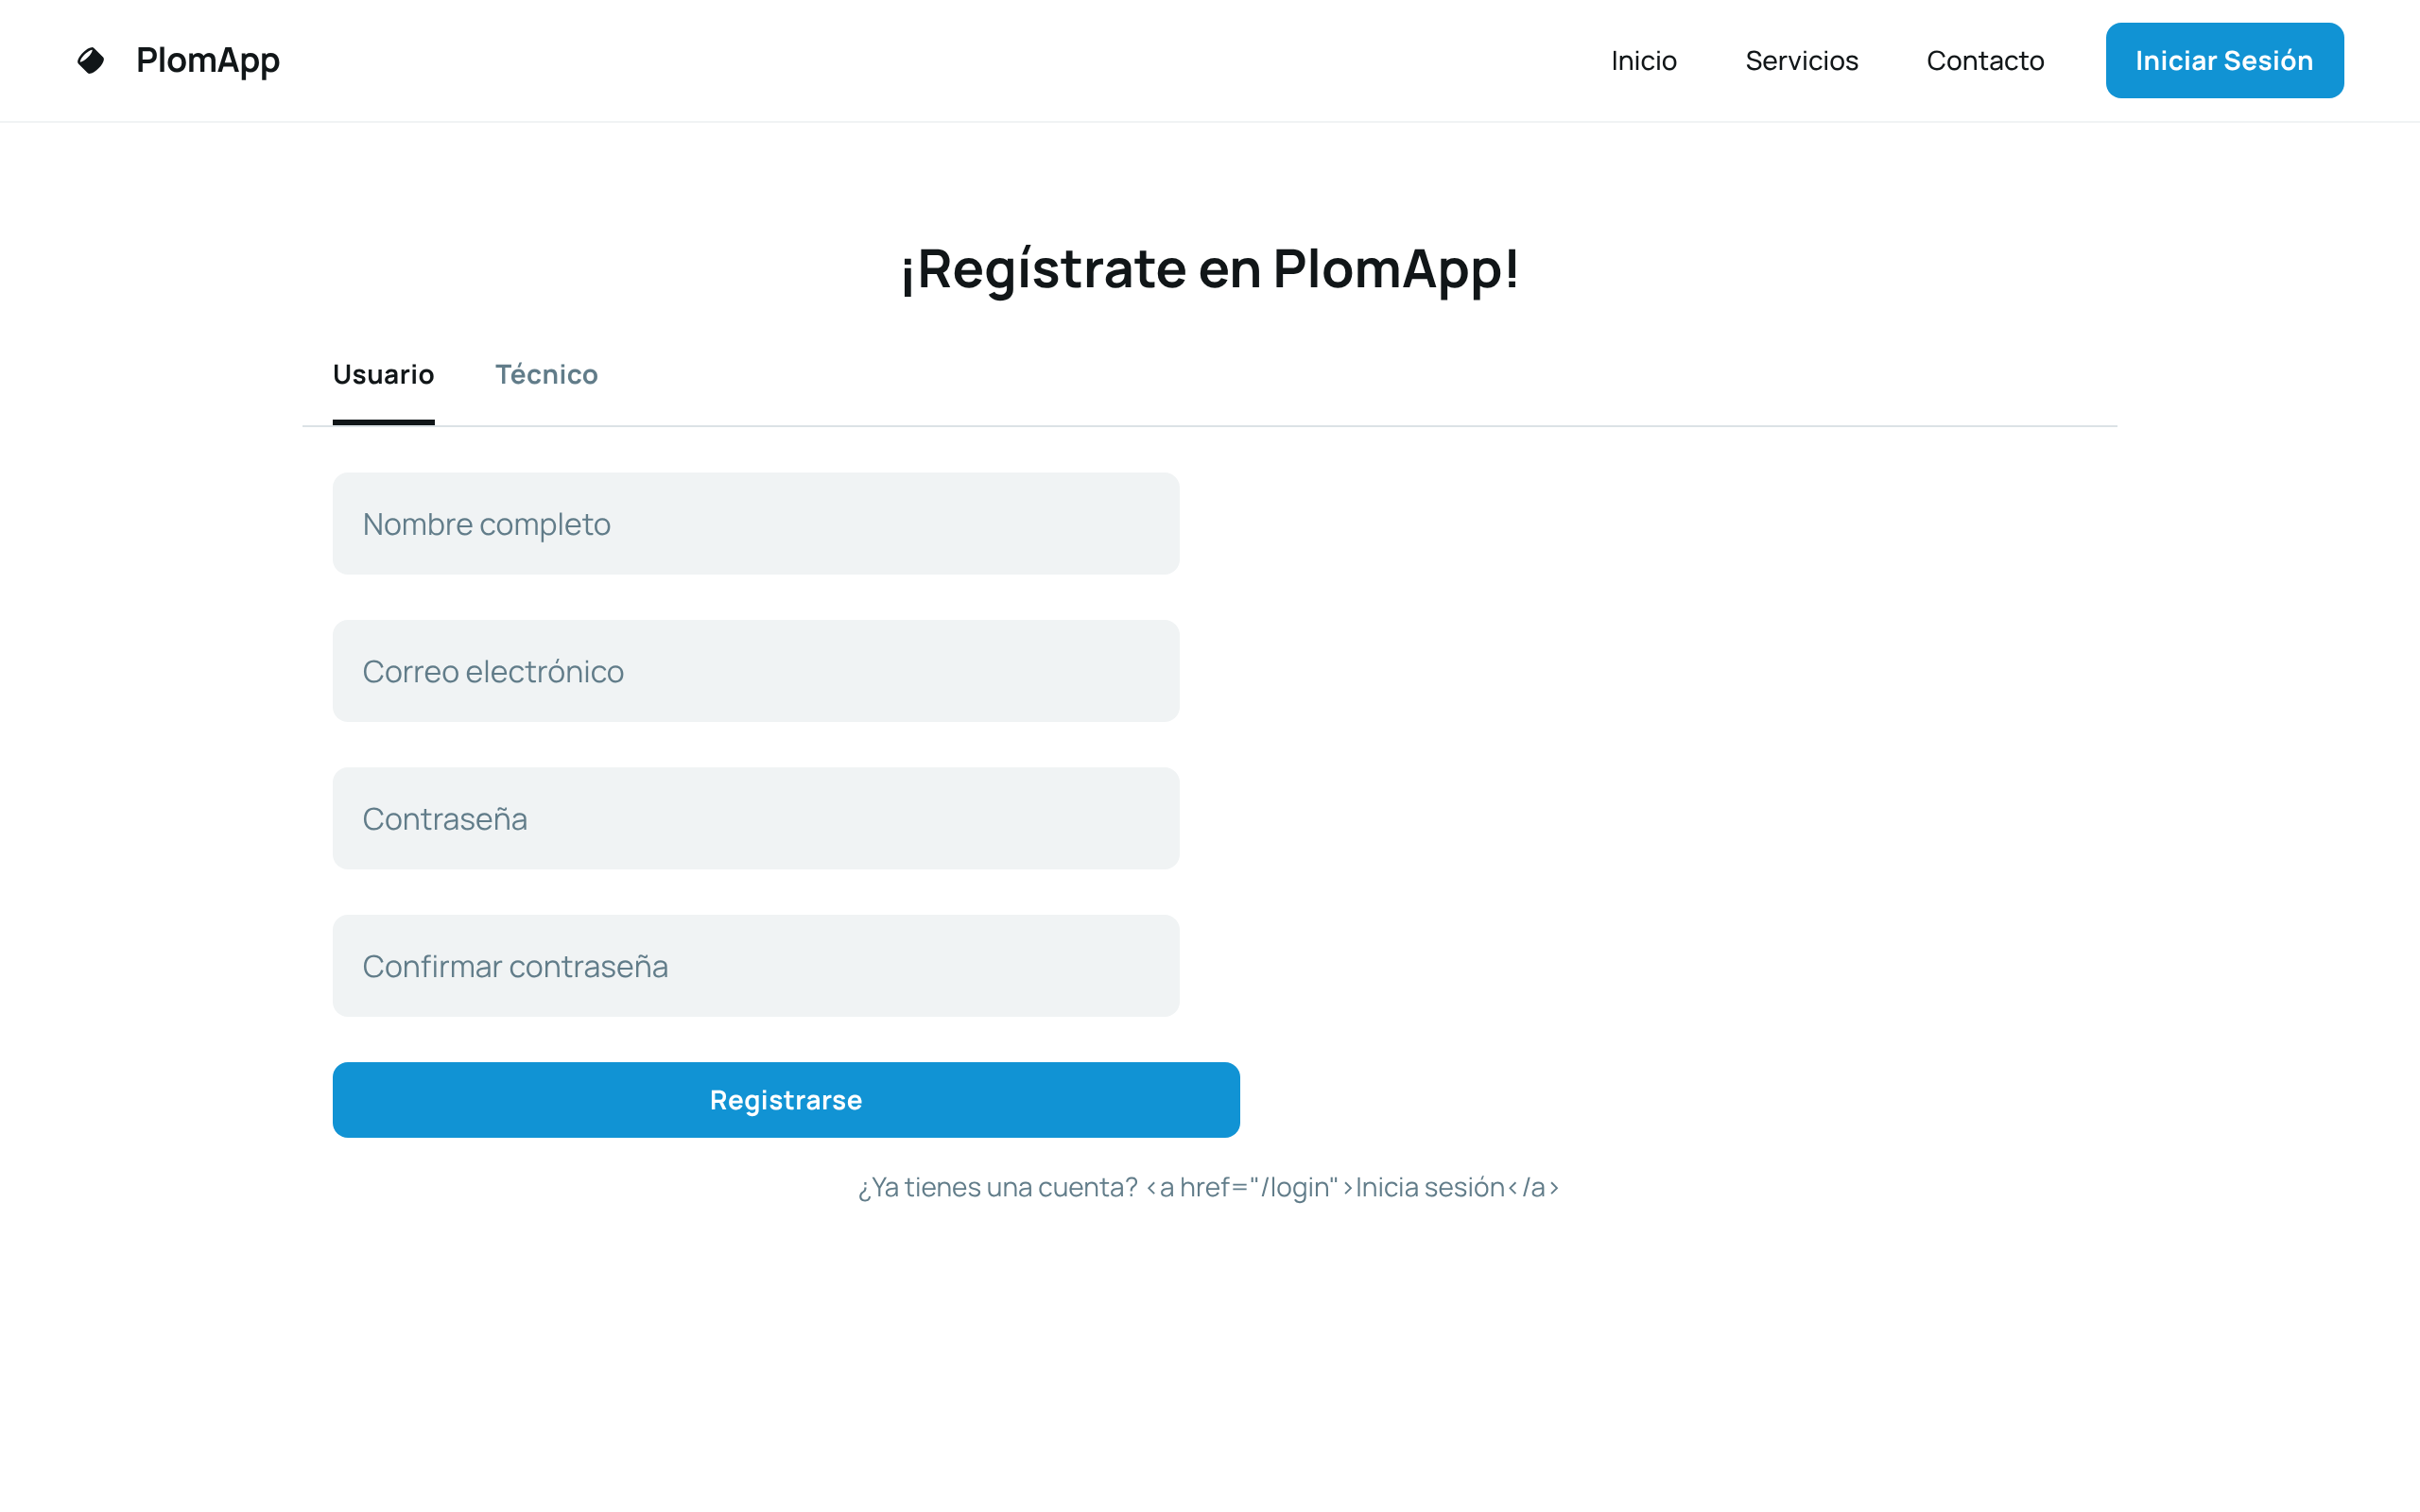 PlomApp
Inicio Servicios Contacto Iniciar Sesión
¡Regístrate en PlomApp!
Usuario Técnico
Nombre completo
Correo electrónico
Contraseña
Confirmar contraseña
Registrarse
¿Ya tienes una cuenta? <a href="/login">Inicia sesión</a>